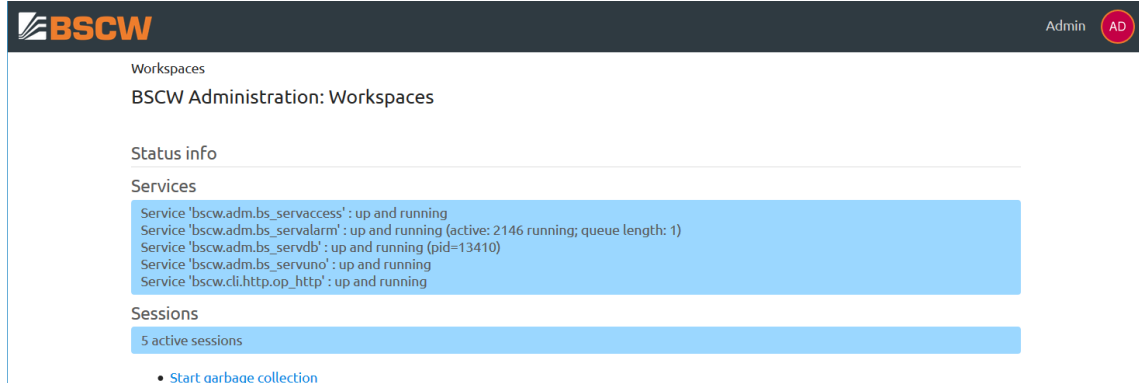 BSCW
Admin
AD
Workspaces
BSCW Administration: Workspaces
Status info
Services
Service 'bscw.adm.bs_servaccess' : up and running
Service 'bscw.adm.bs_servalarm' : up and running (active: 2146 running; queue length: 1)
Service 'bscw.adm.bs_servdb' : up and running (pid=13410)
Service 'bscw.adm.bs_servuno' : up and running
Service 'bscw.cli.http.op_http' : up and running
Sessions
5 active sessions
• Start garbage collection